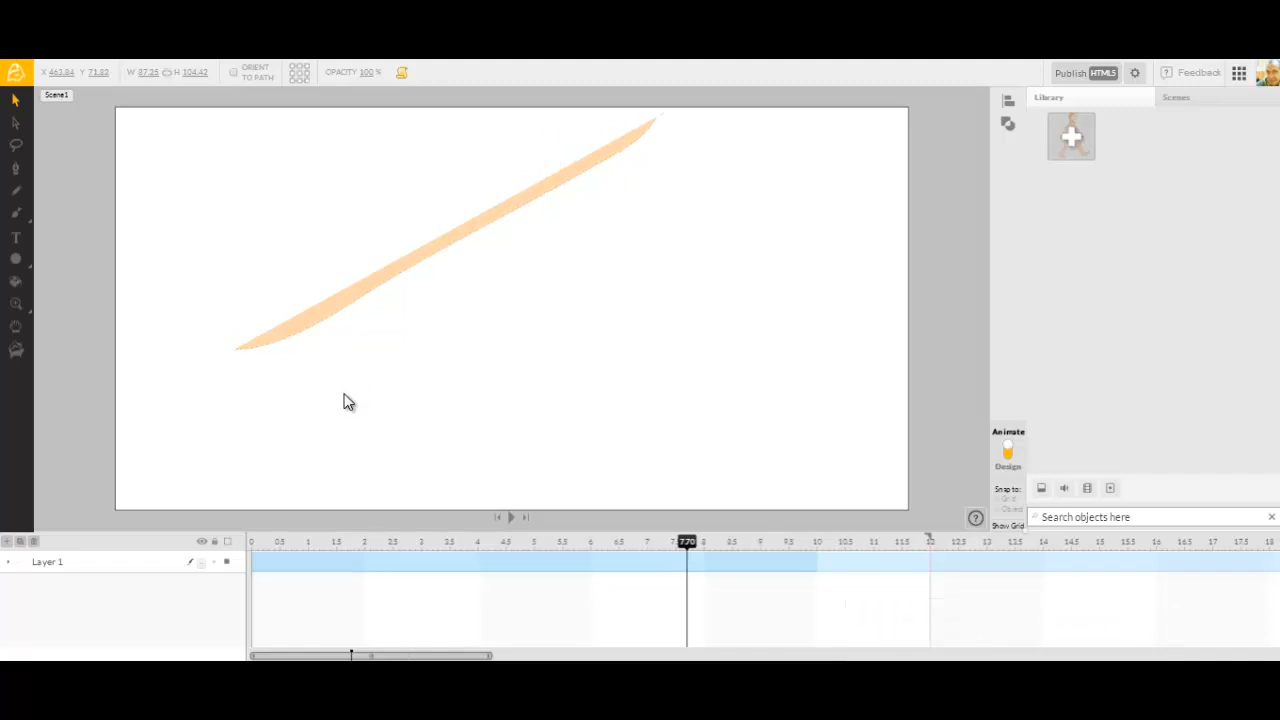 X 463.84 Y 71.82 W 87.25 H 104.42 ORIENT TO PATH OPACITY 100 % Publish HTML5 ? Feedback
Scene1 Library Scenes
T
Animate
Design
Snap to:
Grid
Object
Show Grid
Search objects here ×
?
0 0.5 1 1.5 2 2.5 3 3.5 4 4.5 5 5.5 6 6.5 7 7.70 8 8.5 9 9.5 10 10.5 11 11.5 12 12.5 13 13.5 14 14.5 15 15.5 16 16.5 17 17.5 18
Layer 1